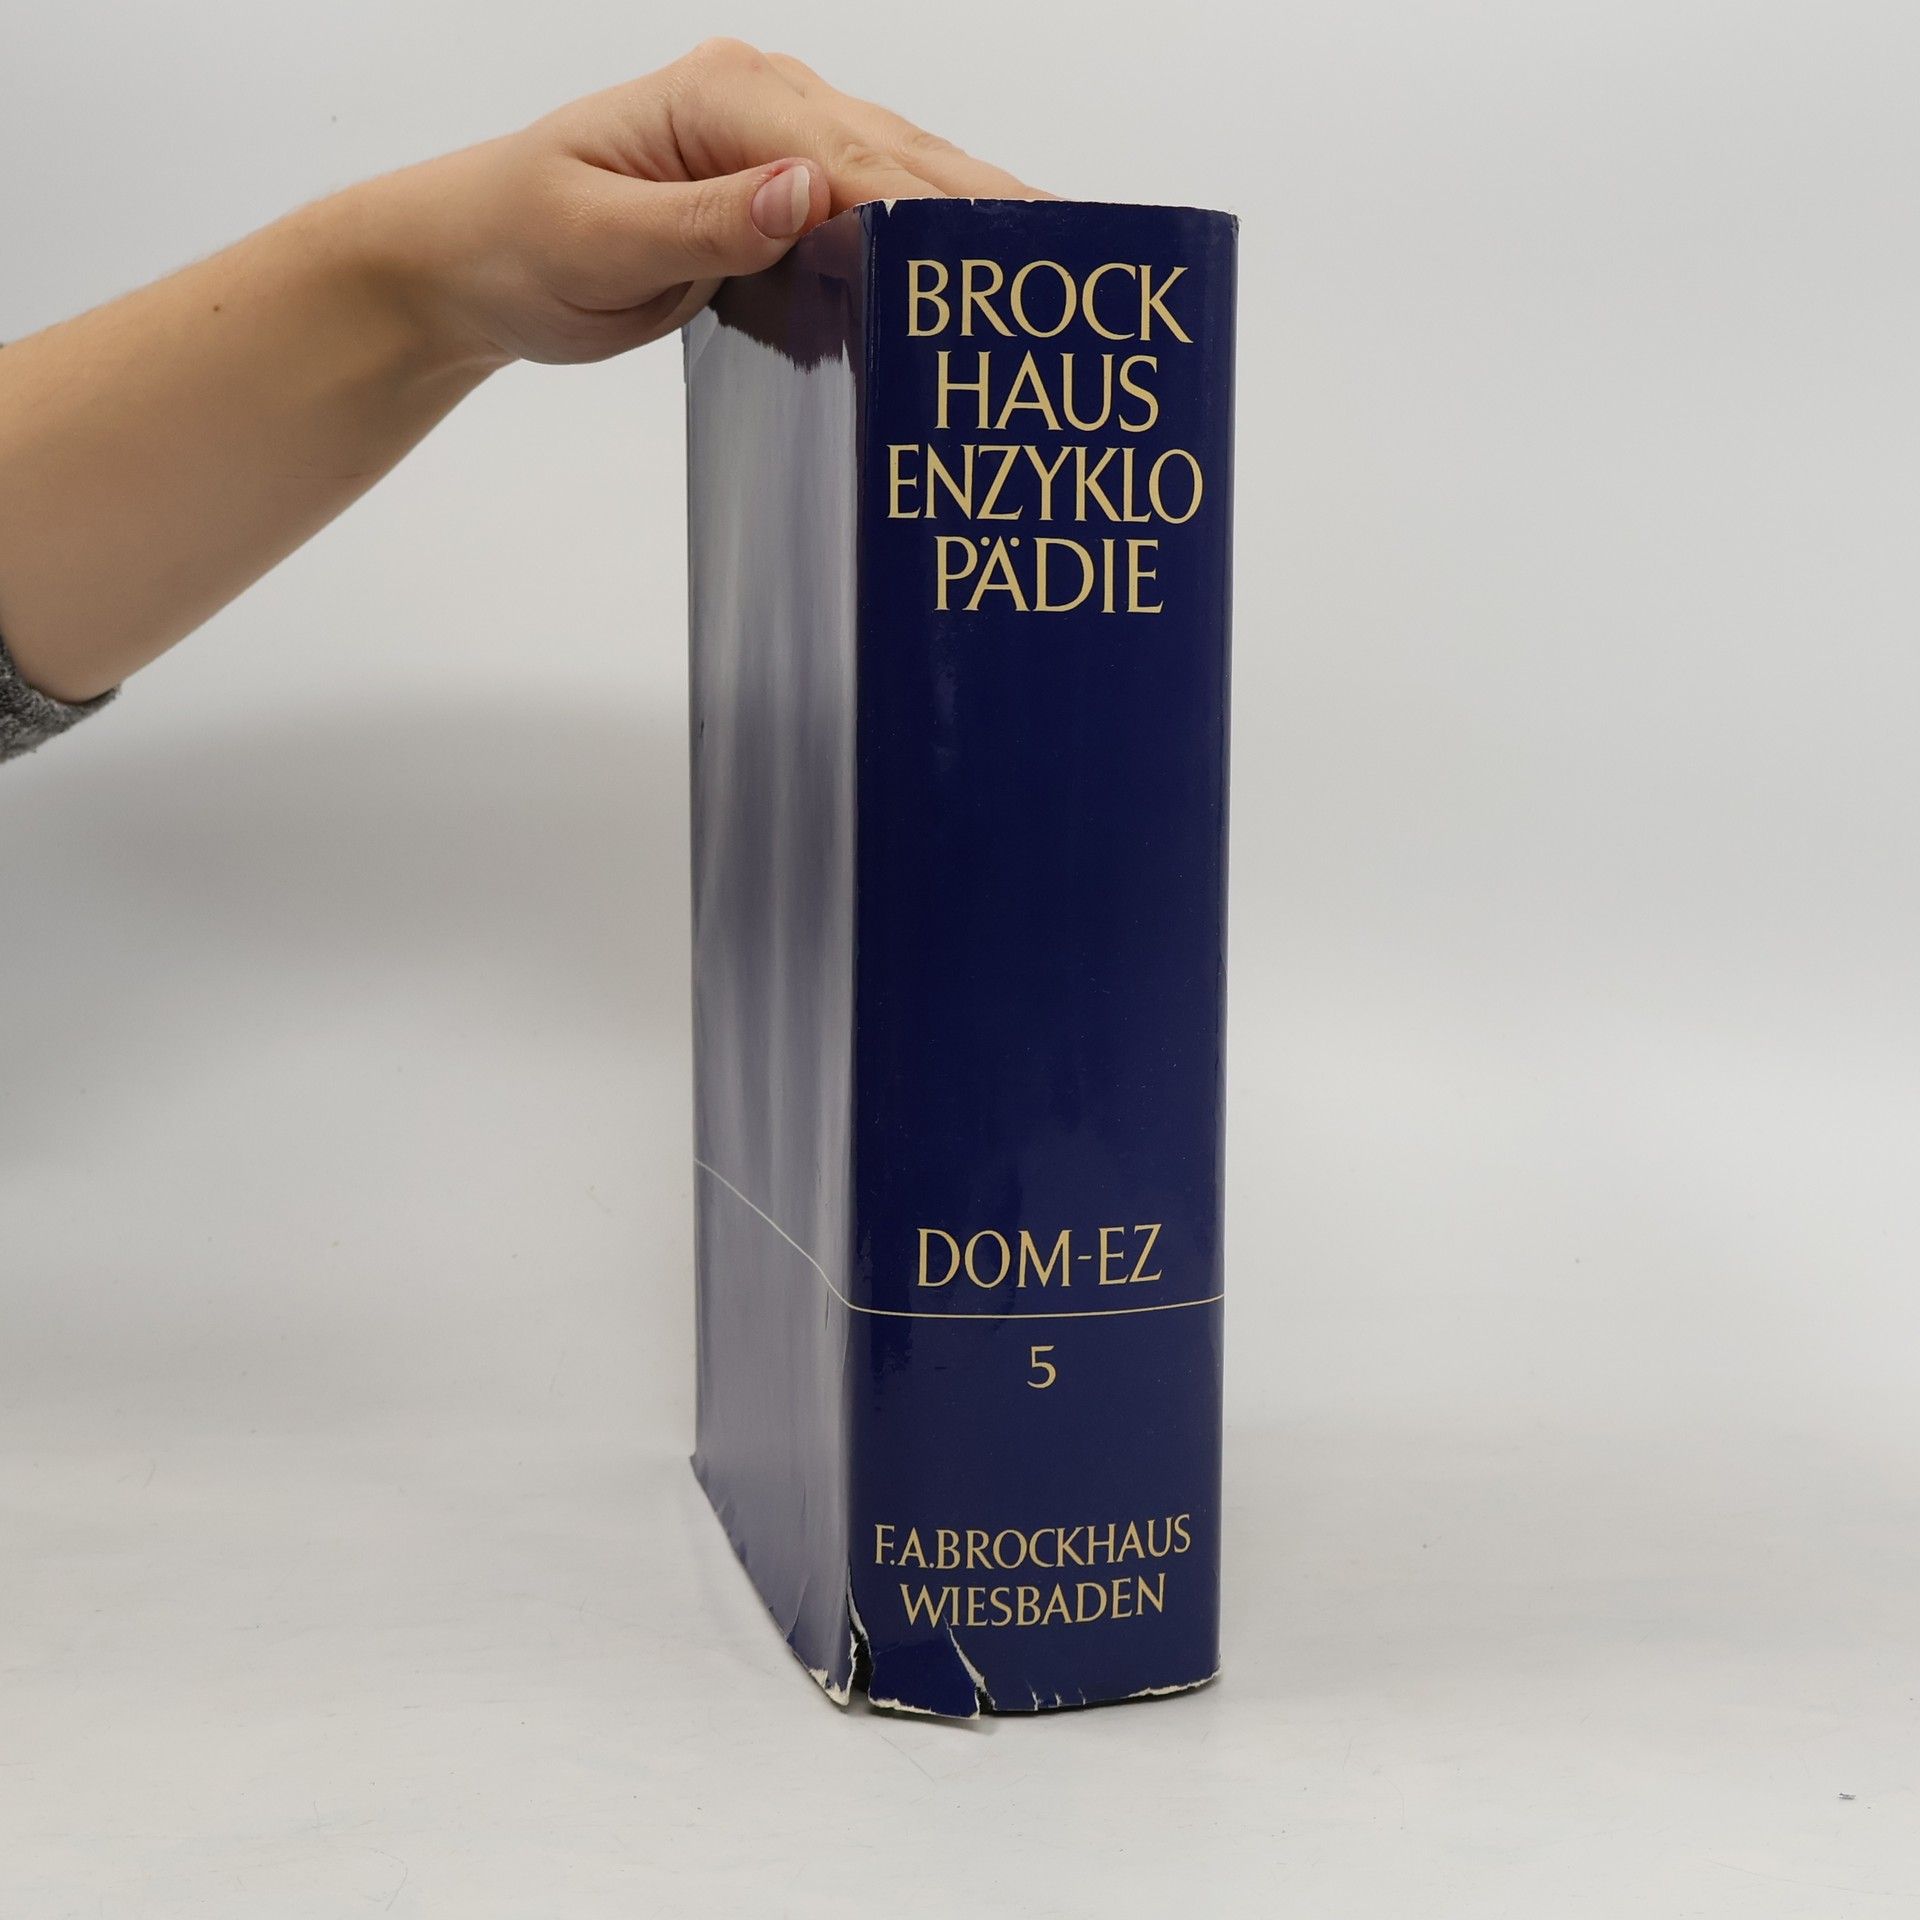 BROCK
HAUS
ENZYKLO
PÄDIE
DOM-EZ
5
F.A.BROCKHAUS
WIESBADEN